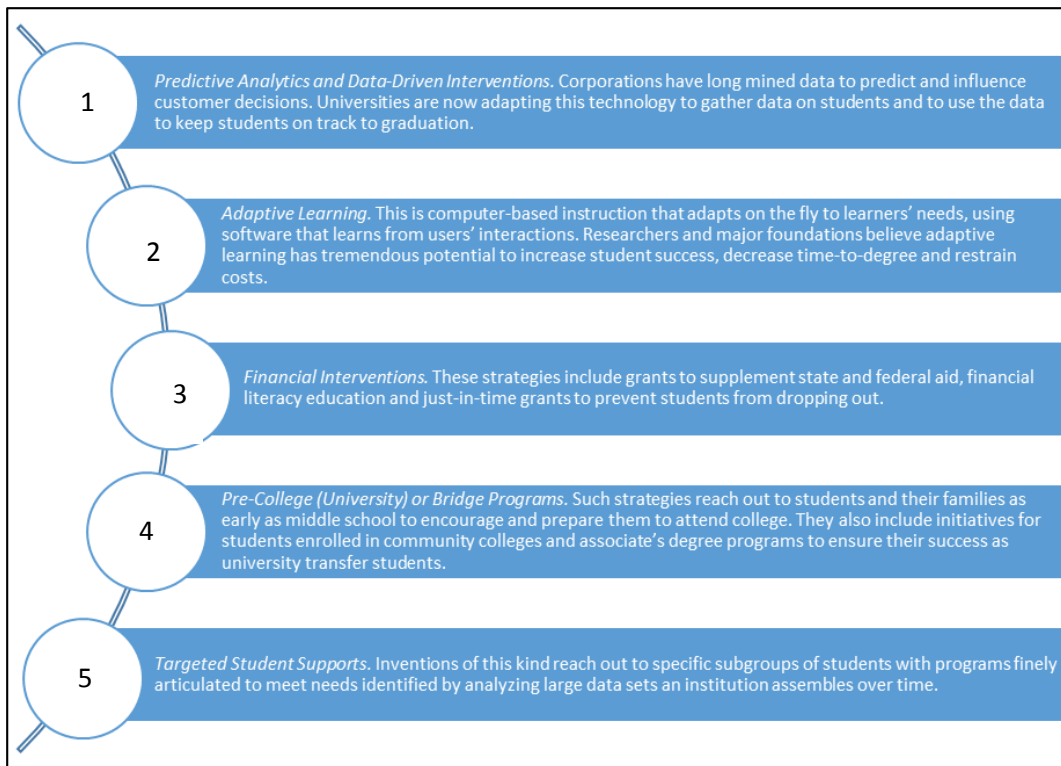 1
Predictive Analytics and Data-Driven Interventions. Corporations have long mined data to predict and influence
customer decisions. Universities are now adapting this technology to gather data on students and to use the data
to keep students on track to graduation.
2
Adaptive Learning. This is computer-based instruction that adapts on the fly to learners’ needs, using
software that learns from users’ interactions. Researchers and major foundations believe adaptive
learning has tremendous potential to increase student success, decrease time-to-degree and restrain
costs.
3
Financial Interventions. These strategies include grants to supplement state and federal aid, financial
literacy education and just-in-time grants to prevent students from dropping out.
4
Pre-College (University) or Bridge Programs. Such strategies reach out to students and their families as
early as middle school to encourage and prepare them to attend college. They also include initiatives for
students enrolled in community colleges and associate’s degree programs to ensure their success as
university transfer students.
5
Targeted Student Supports. Inventions of this kind reach out to specific subgroups of students with programs finely
articulated to meet needs identified by analyzing large data sets an institution assembles over time.